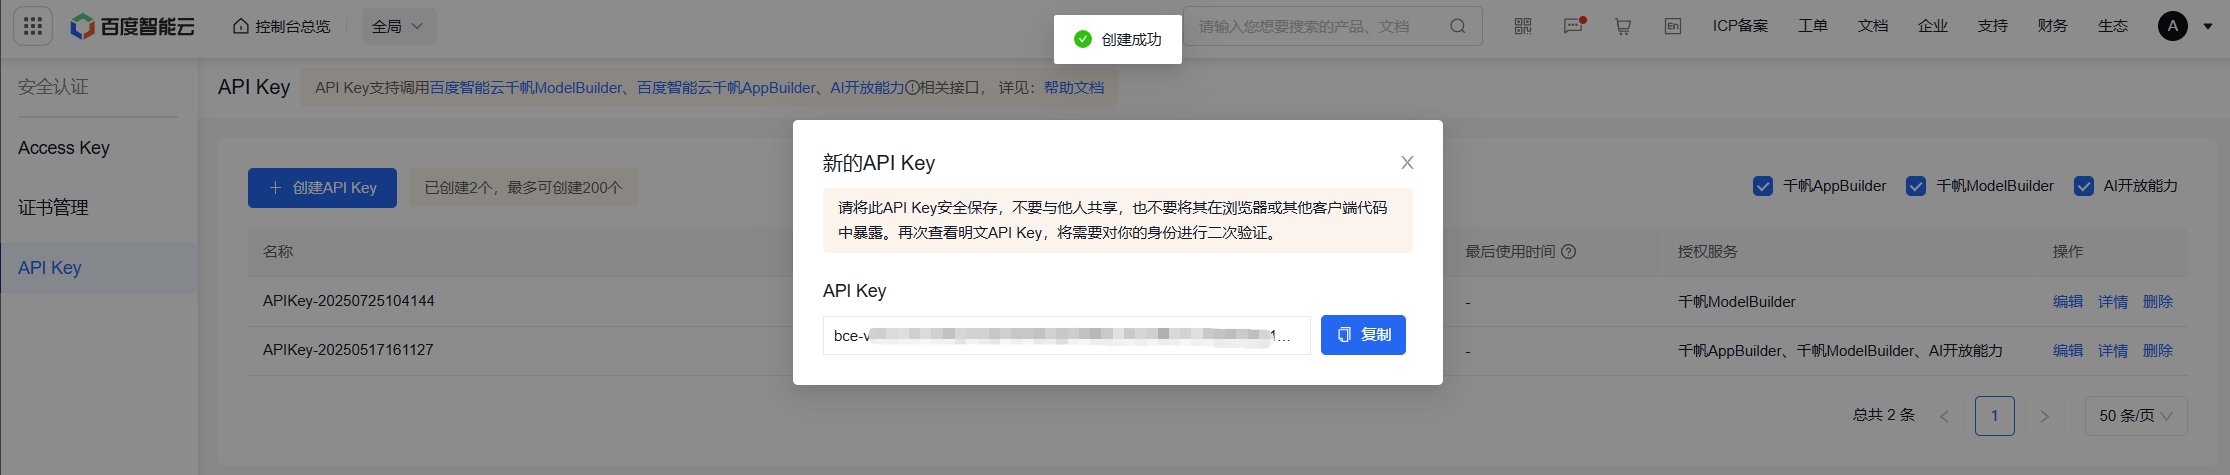 百度智能云
控制台总览
全局
创建成功
请输入您想要搜索的产品、文档
En
ICP备案
工单
文档
企业
支持
财务
生态
A
安全认证
Access Key
证书管理
API Key
API Key
API Key支持调用百度智能云千帆ModelBuilder、百度智能云千帆AppBuilder、AI开放能力相关接口， 详见：帮助文档
创建API Key
已创建2个，最多可创建200个
千帆AppBuilder
千帆ModelBuilder
AI开放能力
名称
最后使用时间
授权服务
操作
APIKey-20250725104144
-
千帆ModelBuilder
编辑 详情 删除
APIKey-20250517161127
-
千帆AppBuilder、千帆ModelBuilder、AI开放能力
编辑 详情 删除
总共 2 条
1
50 条/页
新的API Key
请将此API Key安全保存，不要与他人共享，也不要将其在浏览器或其他客户端代码
中暴露。再次查看明文API Key，将需要对你的身份进行二次验证。
API Key
bce-v
1...
复制